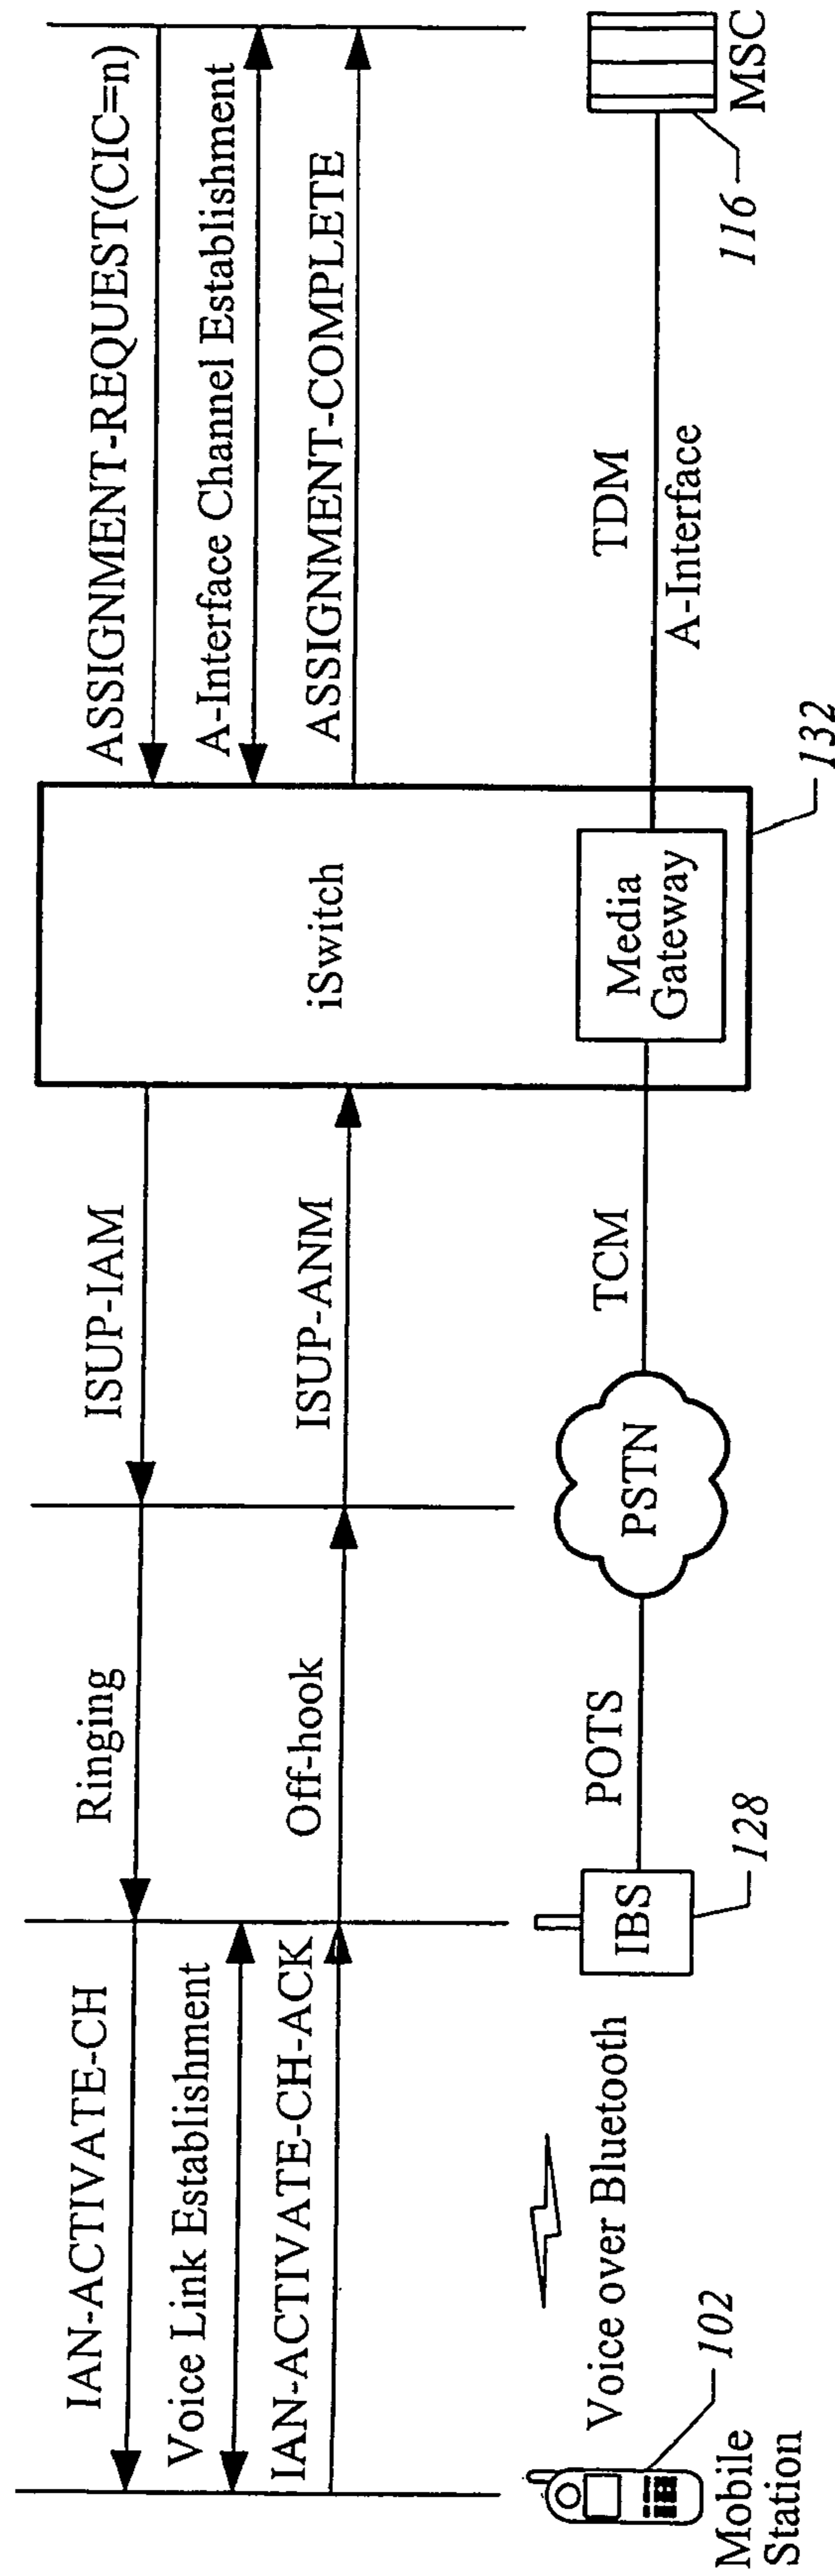 IAN-ACTIVATE-CH
Ringing
ISUP-IAM
ASSIGNMENT-REQUEST(CIC=n)
Voice Link Establishment
A-Interface Channel Establishment
IAN-ACTIVATE-CH-ACK
Off-hook
ISUP-ANM
iSwitch
ASSIGNMENT-COMPLETE
Voice over Bluetooth
IBS
POTS
PSTN
TCM
Media
Gateway
TDM
A-Interface
MSC
Mobile
Station
102
128
132
116